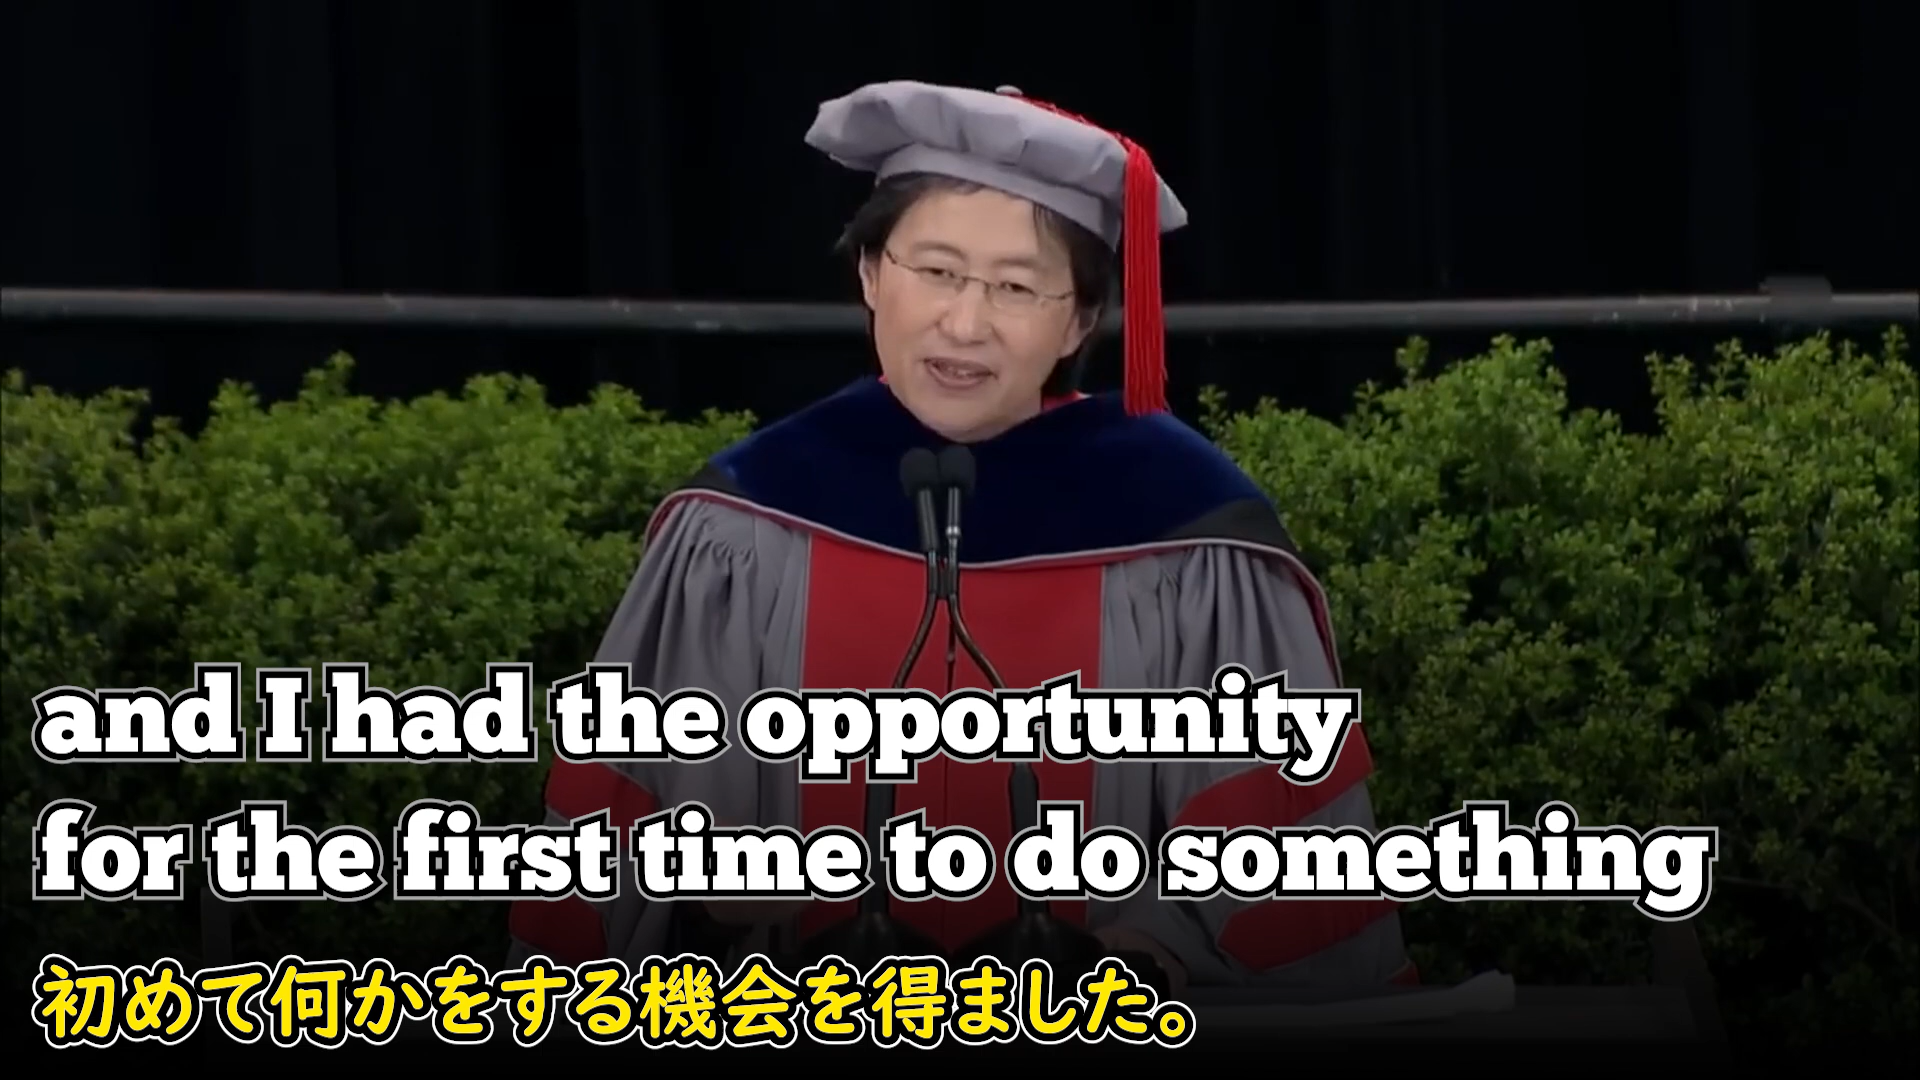 and I had the opportunity
for the first time to do something
初めて何かをする機会を得ました。